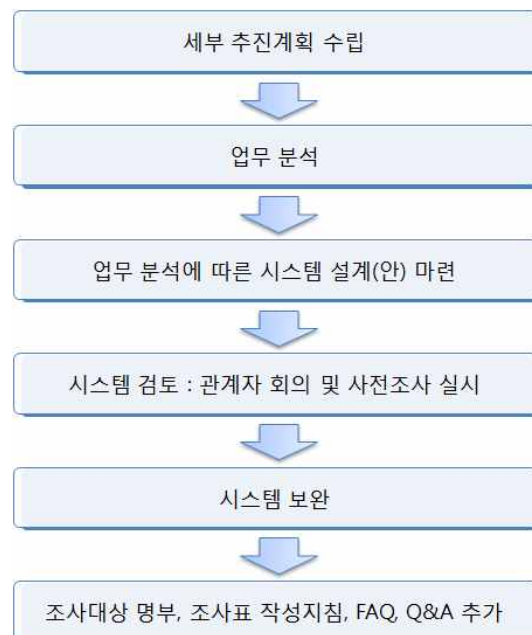 세부 추진계획 수립
업무 분석
업무 분석에 따른 시스템 설계(안) 마련
시스템 검토 : 관계자 회의 및 사전조사 실시
시스템 보완
조사대상 명부, 조사표 작성지침, FAQ, Q&A 추가